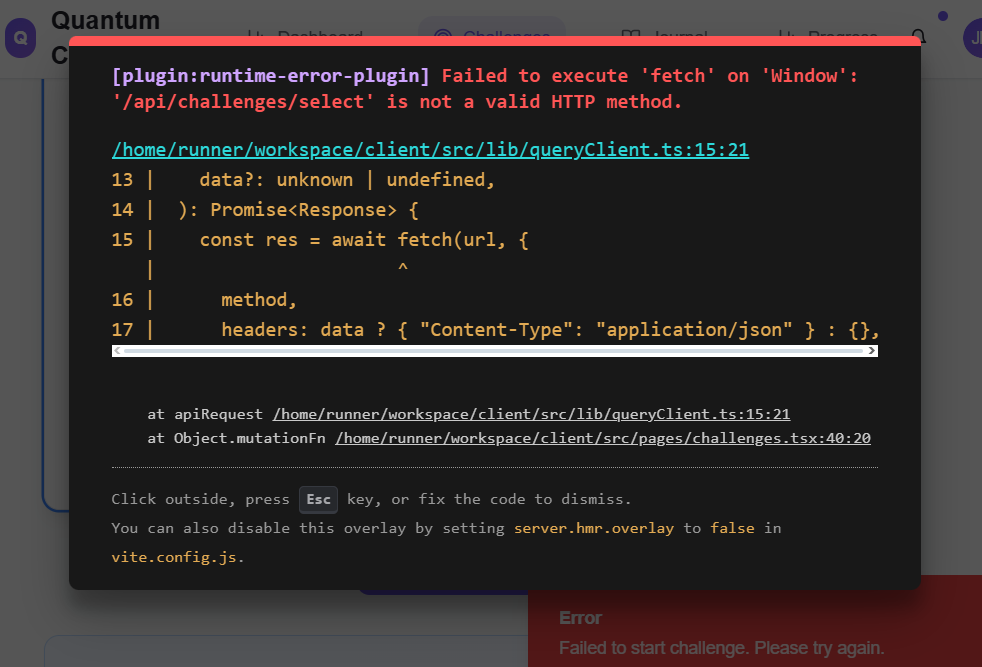 Quantum
C
Q
Dashboard
Challenges
Journal
Progress
[plugin:runtime-error-plugin] Failed to execute 'fetch' on 'Window':
'/api/challenges/select' is not a valid HTTP method.
/home/runner/workspace/client/src/lib/queryClient.ts:15:21
13 |    data?: unknown | undefined,
14 |  ): Promise<Response> {
15 |    const res = await fetch(url, {
   |                      ^
16 |      method,
17 |      headers: data ? { "Content-Type": "application/json" } : {},
at apiRequest /home/runner/workspace/client/src/lib/queryClient.ts:15:21
at Object.mutationFn /home/runner/workspace/client/src/pages/challenges.tsx:40:20
Click outside, press Esc key, or fix the code to dismiss.
You can also disable this overlay by setting server.hmr.overlay to false in
vite.config.js.
Error
Failed to start challenge. Please try again.